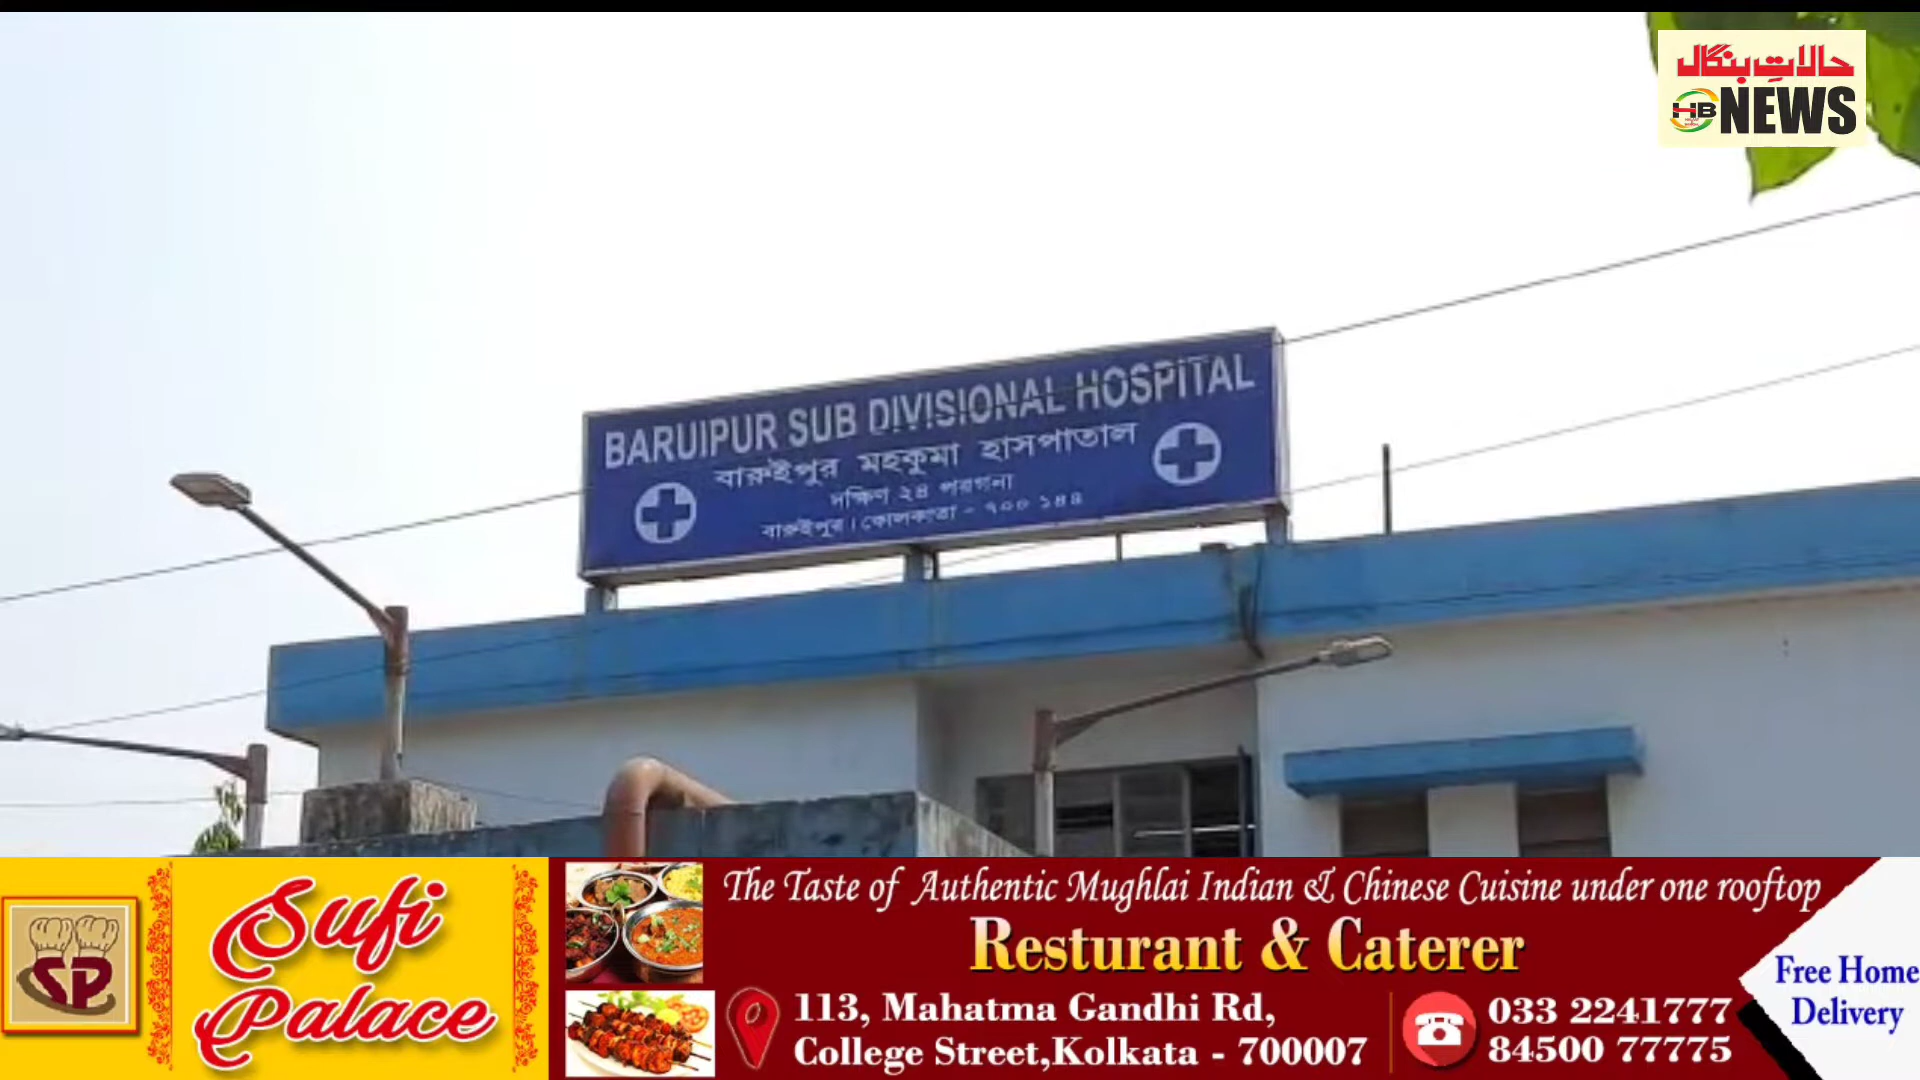 حالاتِ بنگال
HB NEWS
BARUIPUR SUB DIVISIONAL HOSPITAL
বারুইপুর মহকুমা হাসপাতাল
দক্ষিণ ২৪ পরগনা
বারুইপুর। কোলকাতা - ৭০০ ১৪৪
Sufi
Palace
SP
The Taste of Authentic Mughlai Indian & Chinese Cuisine under one rooftop
Resturant & Caterer
113, Mahatma Gandhi Rd,
College Street,Kolkata - 700007
033 2241777
84500 77775
Free Home
Delivery